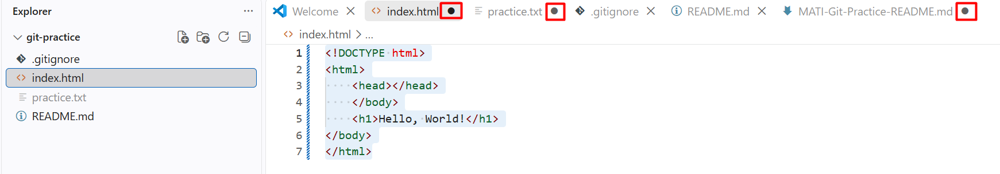 Explorer
git-practice
.gitignore
index.html
practice.txt
README.md
Welcome index.html practice.txt .gitignore README.md MATI-Git-Practice-README.md
index.html > ...
1 <!DOCTYPE html>
2 <html>
3 <head></head>
4 </body>
5 <h1>Hello, World!</h1>
6 </body>
7 </html>